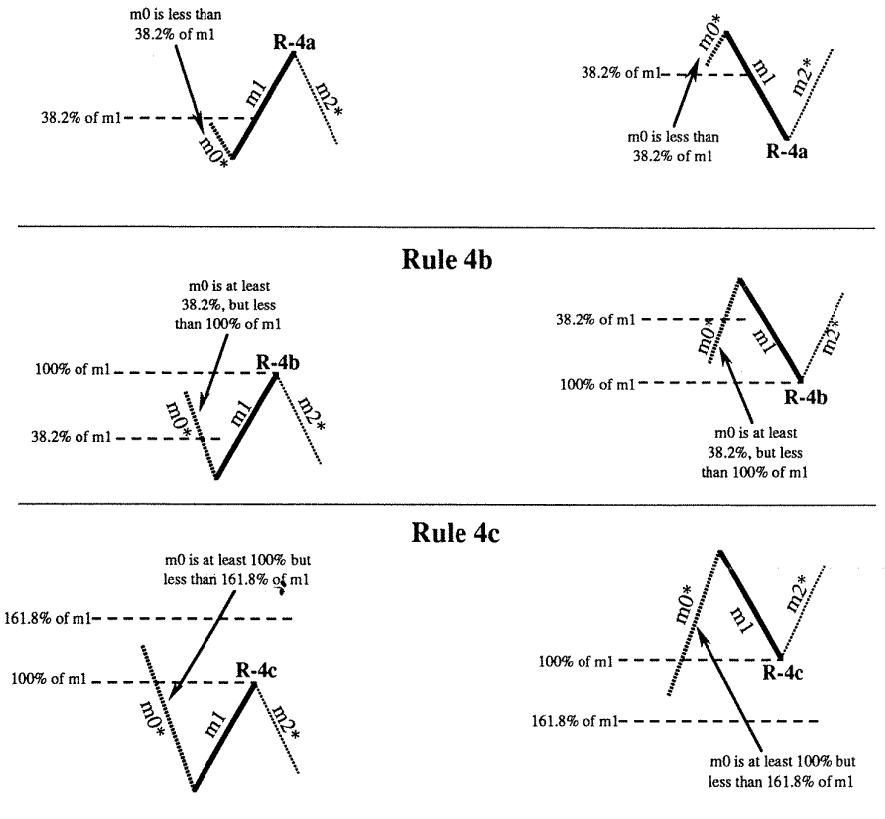 m0 is less than
38.2% of m1
R-4a
38.2% of m1
m0*
m1
m2*
m0*
38.2% of m1
m1
m2*
m0 is less than
38.2% of m1
R-4a
Rule 4b
m0 is at least
38.2%, but less
than 100% of m1
100% of m1
R-4b
m0*
m1
m2*
38.2% of m1
38.2% of m1
m0*
m1
m2*
100% of m1
R-4b
m0 is at least
38.2%, but less
than 100% of m1
Rule 4c
m0 is at least 100% but
less than 161.8% of m1
161.8% of m1
100% of m1
R-4c
m0*
m1
m2*
m0*
m1
m2*
100% of m1
R-4c
161.8% of m1
m0 is at least 100% but
less than 161.8% of m1